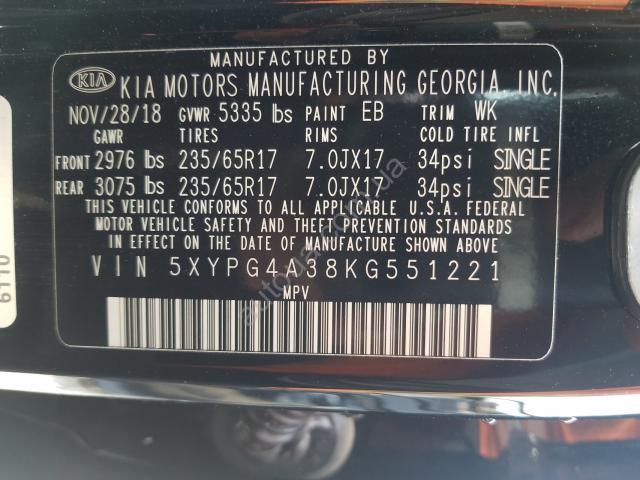 MANUFACTURED BY
KIA KIA MOTORS MANUFACTURING GEORGIA, INC.
NOV/28/18 GVWR 5335 lbs PAINT EB TRIM WK
GAWR TIRES RIMS COLD TIRE INFL
FRONT 2976 lbs 235/65R17 7.0JX17 34psi SINGLE
REAR 3075 lbs 235/65R17 7.0JX17 34psi SINGLE
THIS VEHICLE CONFORMS TO ALL APPLICABLE U.S.A. FEDERAL
MOTOR VEHICLE SAFETY AND THEFT PREVENTION STANDARDS
IN EFFECT ON THE DATE OF MANUFACTURE SHOWN ABOVE.
VIN 5XYPG4A38KG551221
MPV
6110